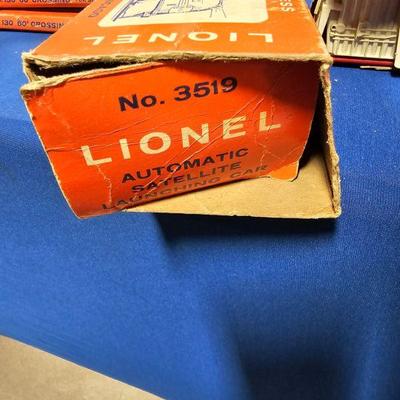 No. 3519
LIONEL
AUTOMATIC
SATELLITE
LAUNCHING CAR
LIONEL